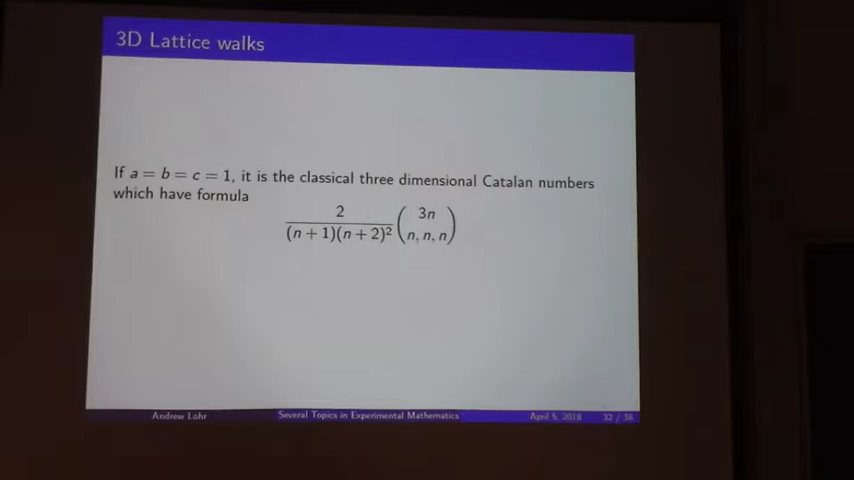 3D Lattice walks
If a = b = c = 1, it is the classical three dimensional Catalan numbers
which have formula
2
(n + 1)(n + 2)²
( 3n
n, n, n )
Andrew Lohr Several Topics in Experimental Mathematics April 5, 2018 32 / 38